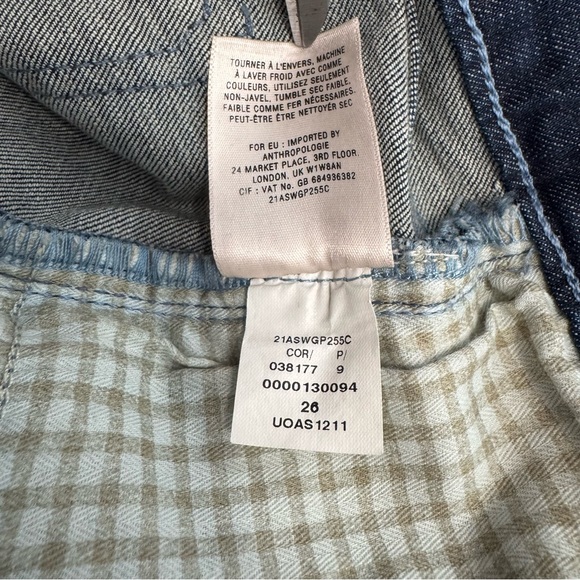 TOURNER À L'ENVERS, MACHINE
À LAVER FROID AVEC COMME
COULEURS, UTILISEZ SEULEMENT
NON-JAVEL, TUMBLE SEC FAIBLE,
FAIBLE COMME FER NÉCESSAIRES,
PEUT-ÊTRE ÊTRE NETTOYER SEC
FOR EU : IMPORTED BY
ANTHROPOLOGIE
24 MARKET PLACE, 3RD FLOOR.
LONDON, UK W1W8AN
CIF : VAT No. GB 684936382
21ASWGP255C
21ASWGP255C
COR/ P/
038177 9
0000130094
26
UOAS1211